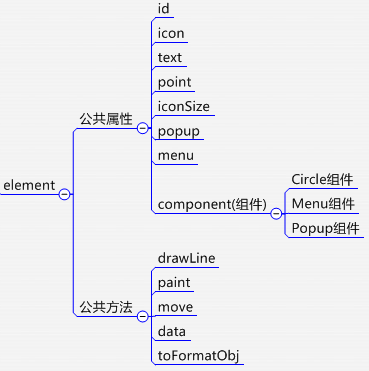 id
icon
text
point
公共属性
iconSize
popup
menu
element
component(组件)
Circle组件
Menu组件
Popup组件
drawLine
paint
公共方法
move
data
toFormatObj